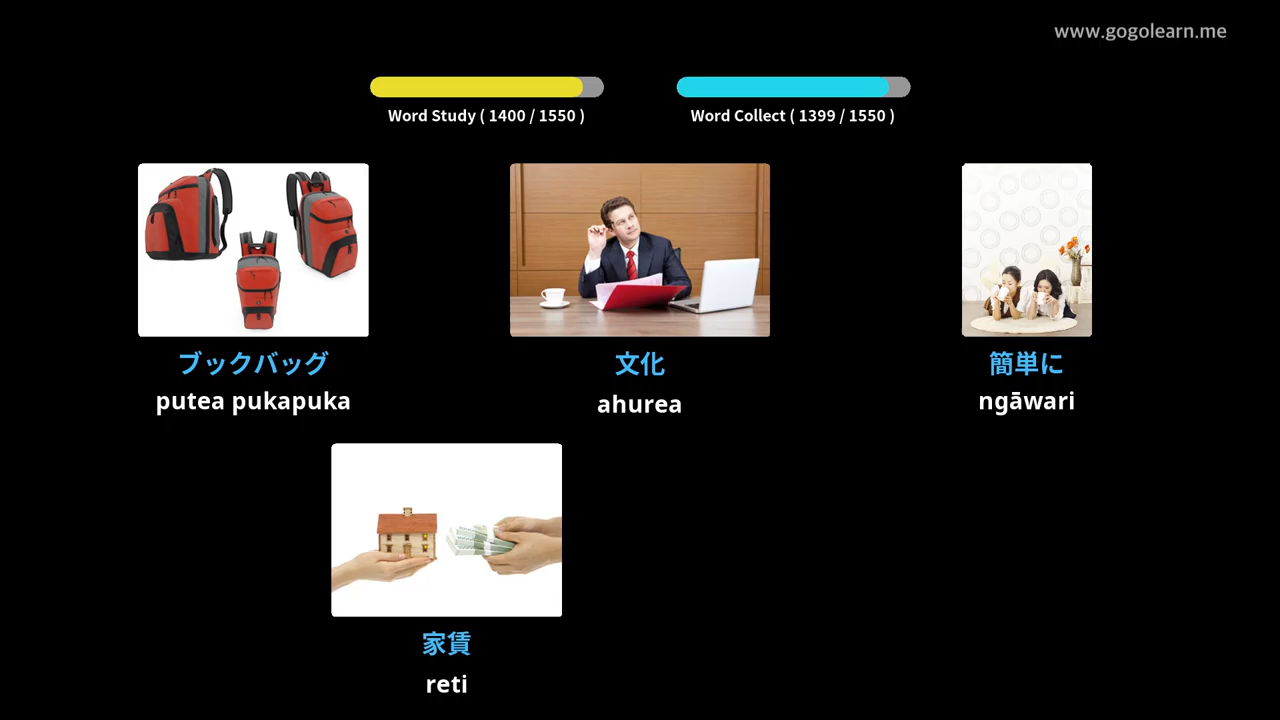 www.gogolearn.me
Word Study ( 1400 / 1550 )
Word Collect ( 1399 / 1550 )
ブックバッグ
putea pukapuka
文化
ahurea
簡単に
ngāwari
家賃
reti